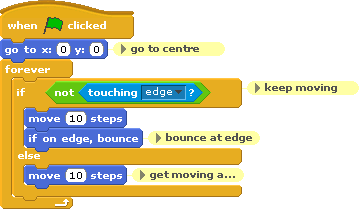 when clicked
go to x: 0 y: 0 go to centre
forever
if not touching edge ? keep moving
move 10 steps
if on edge, bounce bounce at edge
else
move 10 steps get moving a...